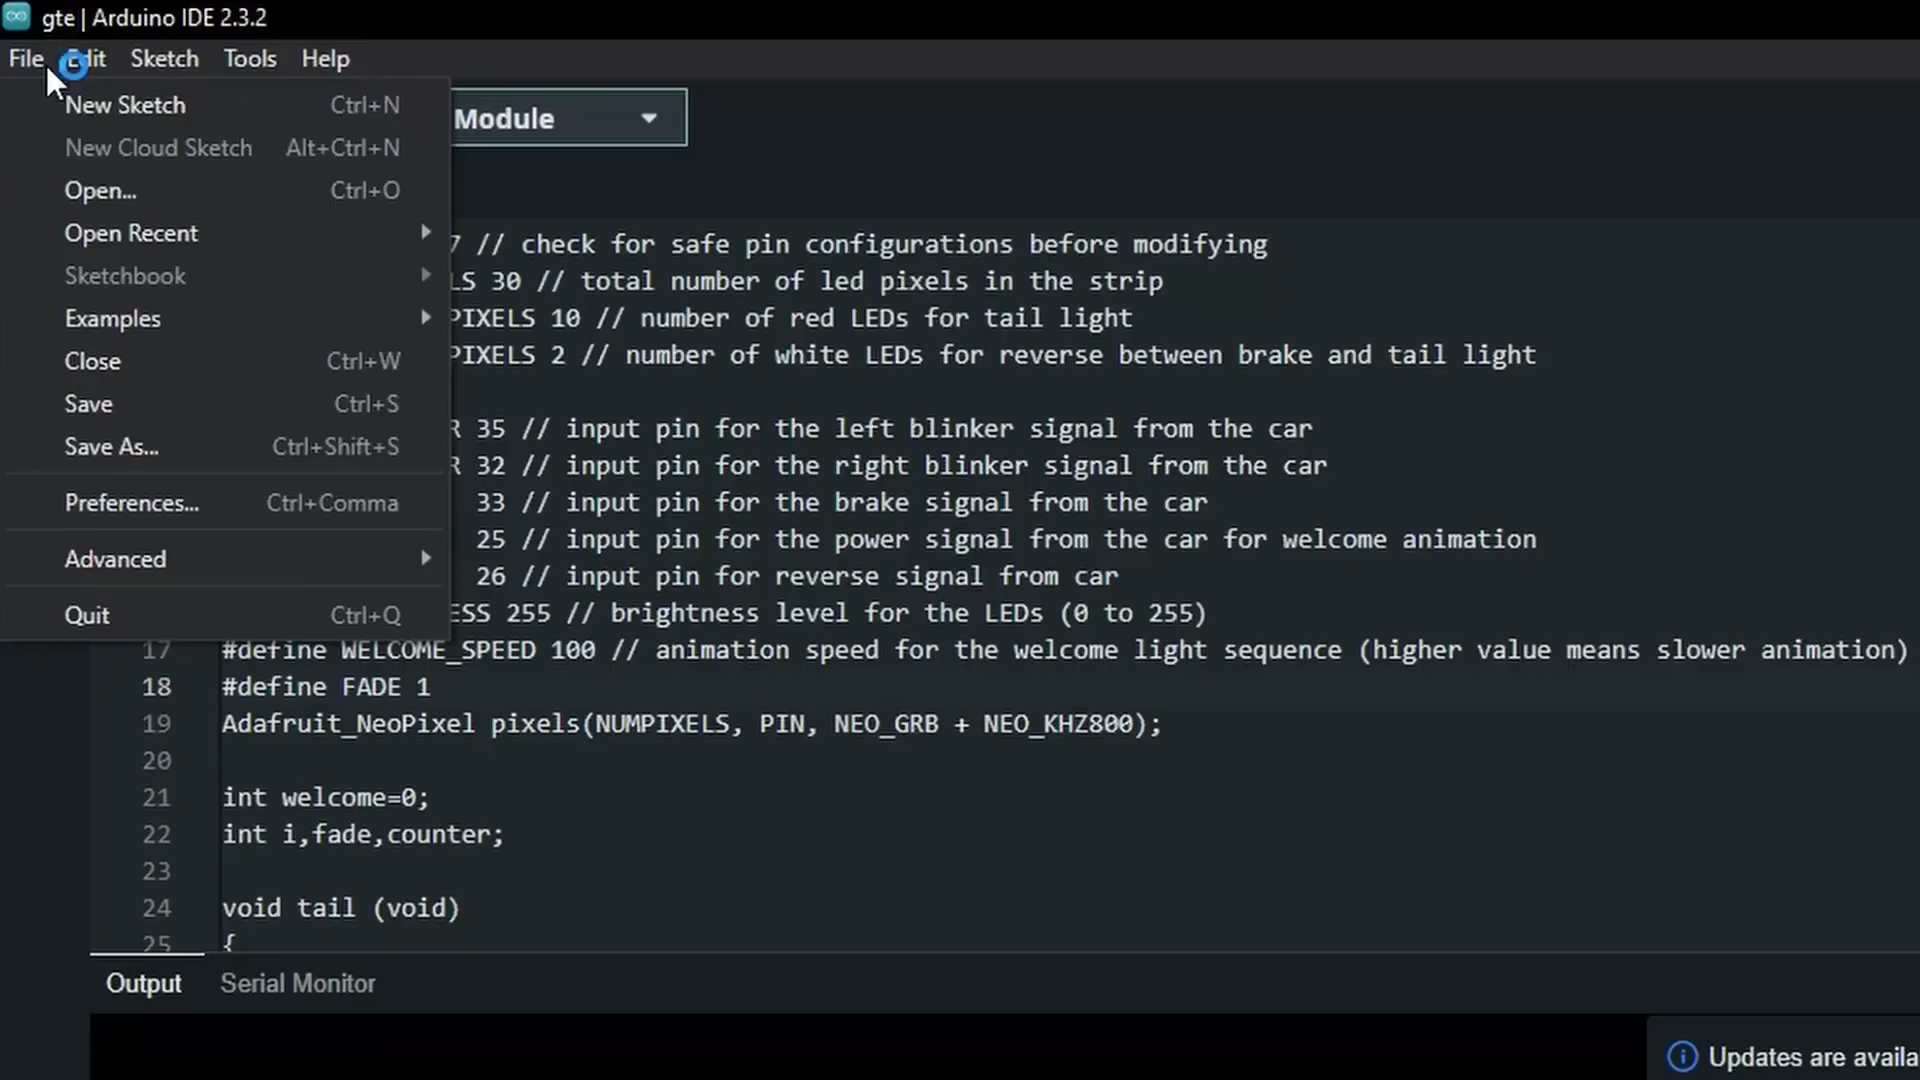 gte | Arduino IDE 2.3.2
File Edit Sketch Tools Help
New Sketch Ctrl+N
New Cloud Sketch Alt+Ctrl+N
Open... Ctrl+O
Open Recent
Sketchbook
Examples
Close Ctrl+W
Save Ctrl+S
Save As... Ctrl+Shift+S
Preferences... Ctrl+Comma
Advanced
Quit Ctrl+Q
Module
7 // check for safe pin configurations before modifying
LS 30 // total number of led pixels in the strip
PIXELS 10 // number of red LEDs for tail light
PIXELS 2 // number of white LEDs for reverse between brake and tail light
R 35 // input pin for the left blinker signal from the car
R 32 // input pin for the right blinker signal from the car
33 // input pin for the brake signal from the car
25 // input pin for the power signal from the car for welcome animation
26 // input pin for reverse signal from car
ESS 255 // brightness level for the LEDs (0 to 255)
17 #define WELCOME_SPEED 100 // animation speed for the welcome light sequence (higher value means slower animation)
18 #define FADE 1
19 Adafruit_NeoPixel pixels(NUMPIXELS, PIN, NEO_GRB + NEO_KHZ800);
20
21 int welcome=0;
22 int i,fade,counter;
23
24 void tail (void)
25 {
Output Serial Monitor
Updates are availa